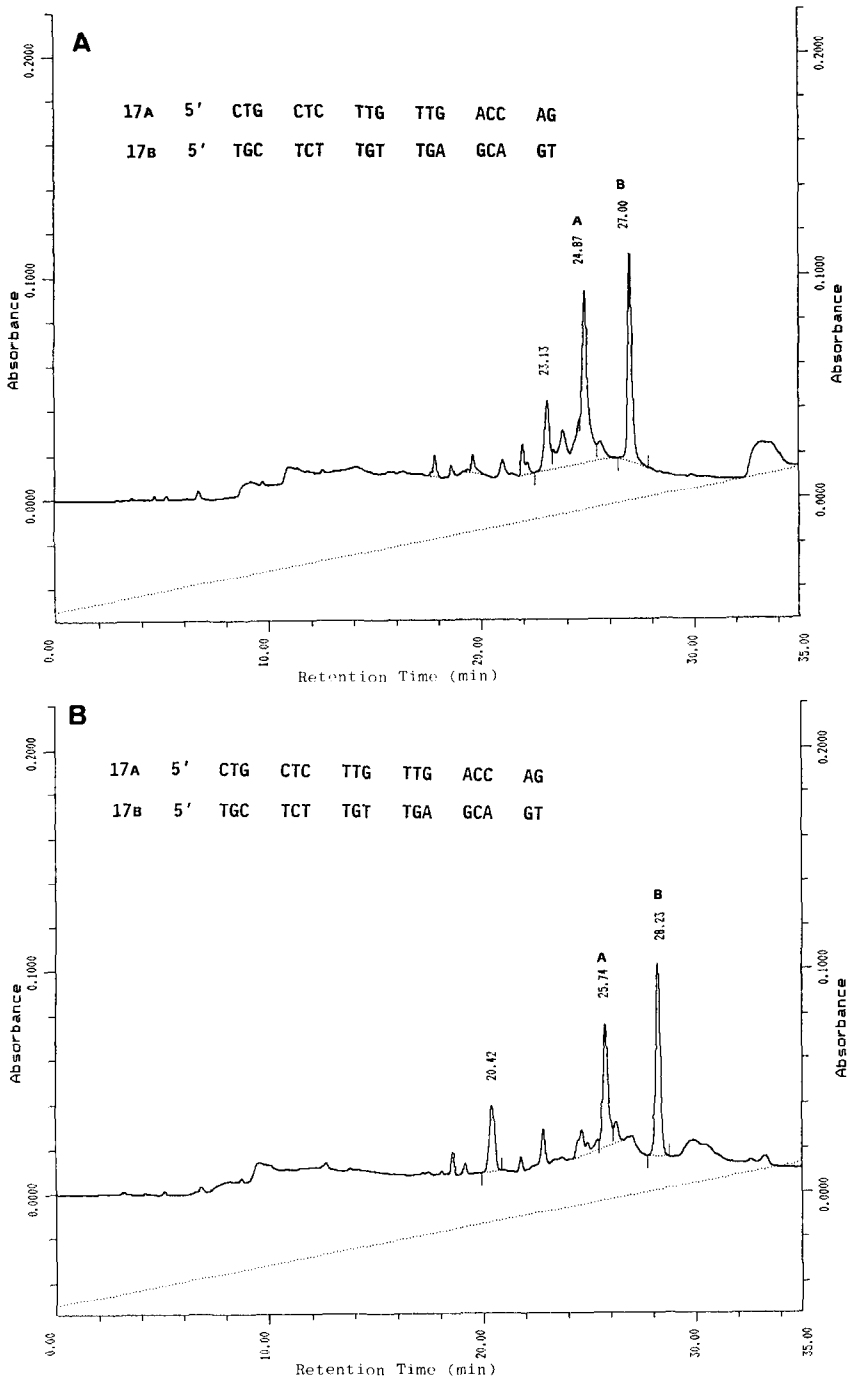 A
0.2000
0.2000
17A 5′ CTG CTC TTG TTG ACC AG
17B 5′ TGC TCT TGT TGA GCA GT
B
27.00
A
24.87
23.13
0.1000
0.1000
Absorbance
Absorbance
0.0000
0.0000
0.00
10.00
20.00
30.00
35.00
Retention Time (min)
B
0.2000
0.2000
17A 5′ CTG CTC TTG TTG ACC AG
17B 5′ TGC TCT TGT TGA GCA GT
B
28.23
A
25.74
20.42
0.1000
0.1000
Absorbance
Absorbance
0.0000
0.0000
0.00
10.00
20.00
30.00
35.00
Retention Time (min)